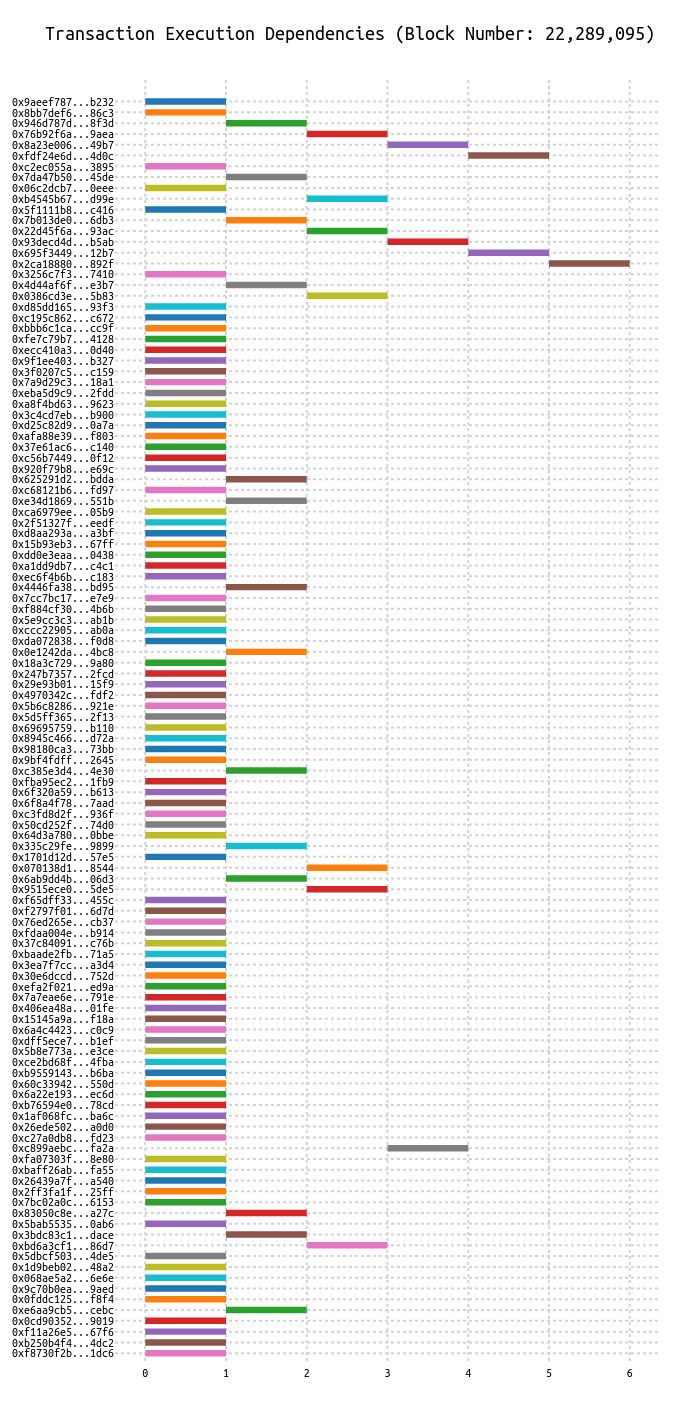 Transaction Execution Dependencies (Block Number: 22,289,095)
0x9aeef787...b232
0x8bb7def6...86c3
0x946d787d...8f3d
0x76b92f6a...9aea
0x8a23e006...49b7
0xfdf24e6d...4d0c
0xc2ec055a...3895
0x7da47b50...45de
0x06c2dcb7...0eee
0xb4545b67...d99e
0x5f1111b8...c416
0x7b013de0...6db3
0x22d45f6a...93ac
0x93decd4d...b5ab
0x695f3449...12b7
0x2ca18880...892f
0x3256c7f3...7410
0x4d44af6f...e3b7
0x0386cd3e...5b83
0xd85dd165...93f3
0xc195c862...c672
0xbbb6c1ca...cc9f
0xfe7c79b7...4128
0xecc410a3...0d40
0x9f1ee403...b327
0x3f0207c5...c159
0x7a9d29c3...18a1
0xeba5d9c9...2fdd
0xa8f4bd63...9623
0x3c4cd7eb...b900
0xd25c82d9...0a7a
0xafa88e39...f803
0x37e61ac6...c140
0xc56b7449...0f12
0x920f79b8...e69c
0x625291d2...bdda
0xc68121b6...fd97
0xe34d1869...551b
0xca6979ee...05b9
0x2f51327f...eedf
0xd8aa293a...a3bf
0x15b93eb3...67ff
0xdd0e3eaa...0438
0xa1dd9db7...c4c1
0xec6f4b6b...c183
0x4446fa38...bd95
0x7cc7bc17...e7e9
0xf884cf30...4b6b
0x5e9cc3c3...ab1b
0xccc22905...ab0a
0xda072838...f0d8
0x0e1242da...4bc8
0x18a3c729...9a80
0x247b7357...2fcd
0x29e93b01...15f9
0x4970342c...fdf2
0x5b6c8286...921e
0x5d5ff365...2f13
0x69695759...b110
0x8945c466...d72a
0x98180ca3...73bb
0x9bf4fdff...2645
0xc385e3d4...4e30
0xfba95ec2...1fb9
0x6f320a59...b613
0x6f8a4f78...7aad
0xc3fd8d2f...936f
0x50cd252f...74d0
0x64d3a780...0bbe
0x335c29fe...9899
0x1701d12d...57e5
0x070138d1...8544
0x6ab9dd4b...06d3
0x9515ece0...5de5
0xf65dff33...455c
0xf2797f01...6d7d
0x76ed265e...cb37
0xfdaa004e...b914
0x37c84091...c76b
0xbaade2fb...71a5
0x3ea7f7cc...a3d4
0x30e6dccd...752d
0xefa2f021...ed9a
0x7a7eae6e...791e
0x406ea48a...01fe
0x15145a9a...f18a
0x6a4c4423...c0c9
0xdff5ece7...b1ef
0x5b8e773a...e3ce
0xce2bd68f...4fba
0xb9559143...b6ba
0x60c33942...550d
0x6a22e193...ec6d
0xb76594e0...78cd
0x1af068fc...ba6c
0x26ede502...a0d0
0xc27a0db8...fd23
0xc899aebc...fa2a
0xfa07303f...8e80
0xbaff26ab...fa55
0x26439a7f...a540
0x2ff3fa1f...25ff
0x7bc02a0c...6153
0x83050c8e...a27c
0x5bab5535...0ab6
0x3bdc83c1...dace
0xbd6a3cf1...86d7
0x5dbcf503...4de5
0x1d9beb02...48a2
0x068ae5a2...6e6e
0x9c70b0ea...9aed
0x0fddc125...f8f4
0xe6aa9cb5...cebc
0x0cd90352...9019
0xf11a26e5...67f6
0xb250b4f4...4dc2
0xf8730f2b...1dc6
0 1 2 3 4 5 6